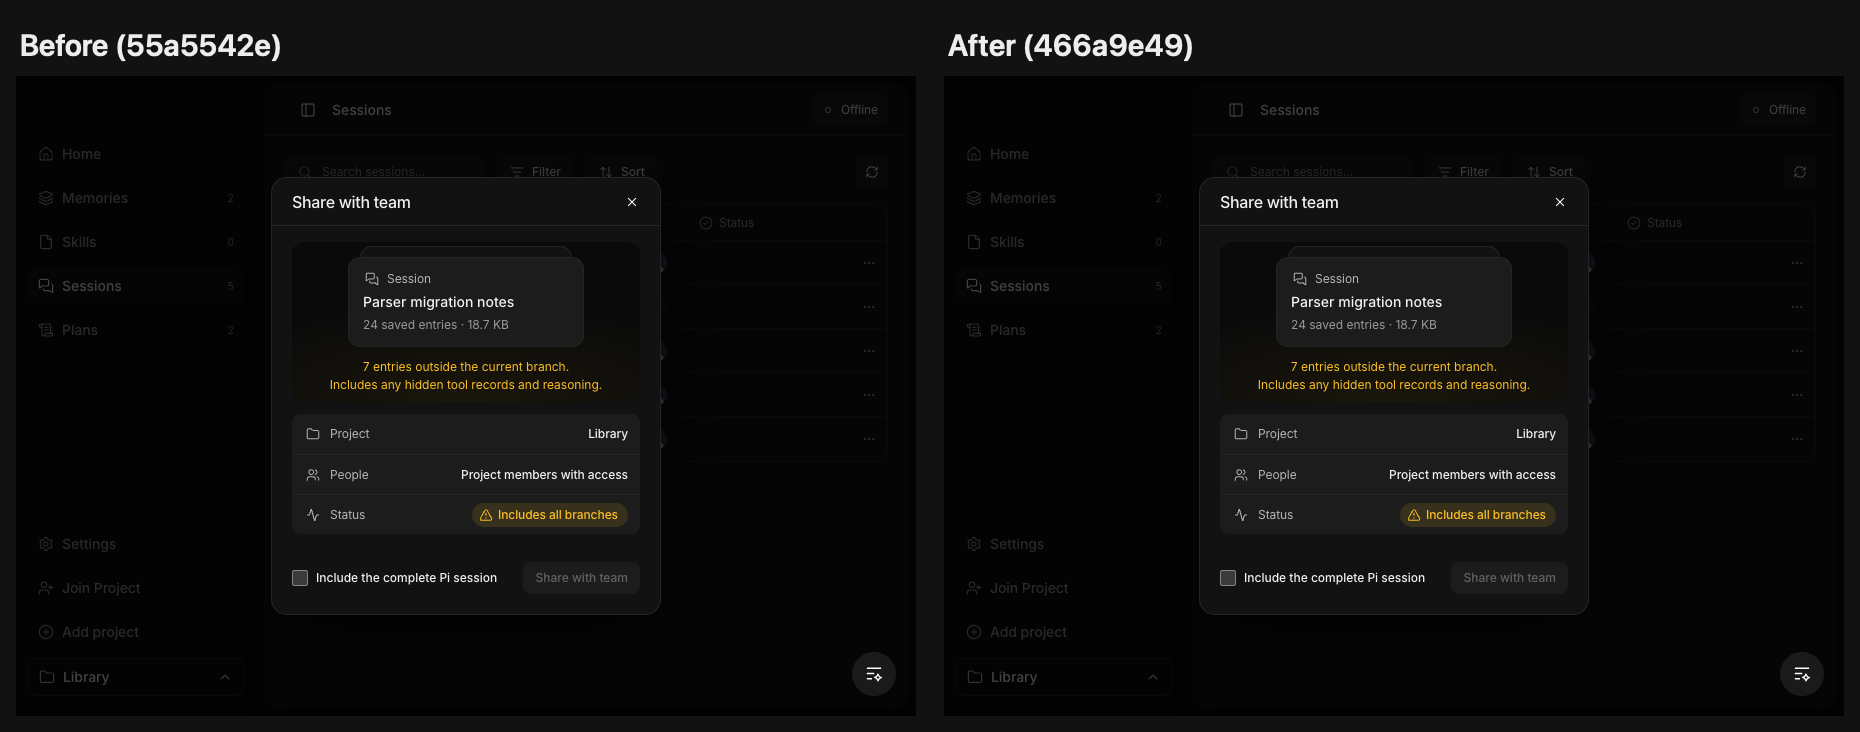 Before (55a5542e)
Sessions
Offline
Home
Search sessions...
Filter
Sort
Memories 2
Skills 0
Sessions 5
Plans 2
Status
Share with team
Session
Parser migration notes
24 saved entries · 18.7 KB
7 entries outside the current branch.
Includes any hidden tool records and reasoning.
Project Library
People Project members with access
Status Includes all branches
Include the complete Pi session
Share with team
Settings
Join Project
Add project
Library
After (466a9e49)
Sessions
Offline
Home
Search sessions...
Filter
Sort
Memories 2
Skills 0
Sessions 5
Plans 2
Status
Share with team
Session
Parser migration notes
24 saved entries · 18.7 KB
7 entries outside the current branch.
Includes any hidden tool records and reasoning.
Project Library
People Project members with access
Status Includes all branches
Include the complete Pi session
Share with team
Settings
Join Project
Add project
Library